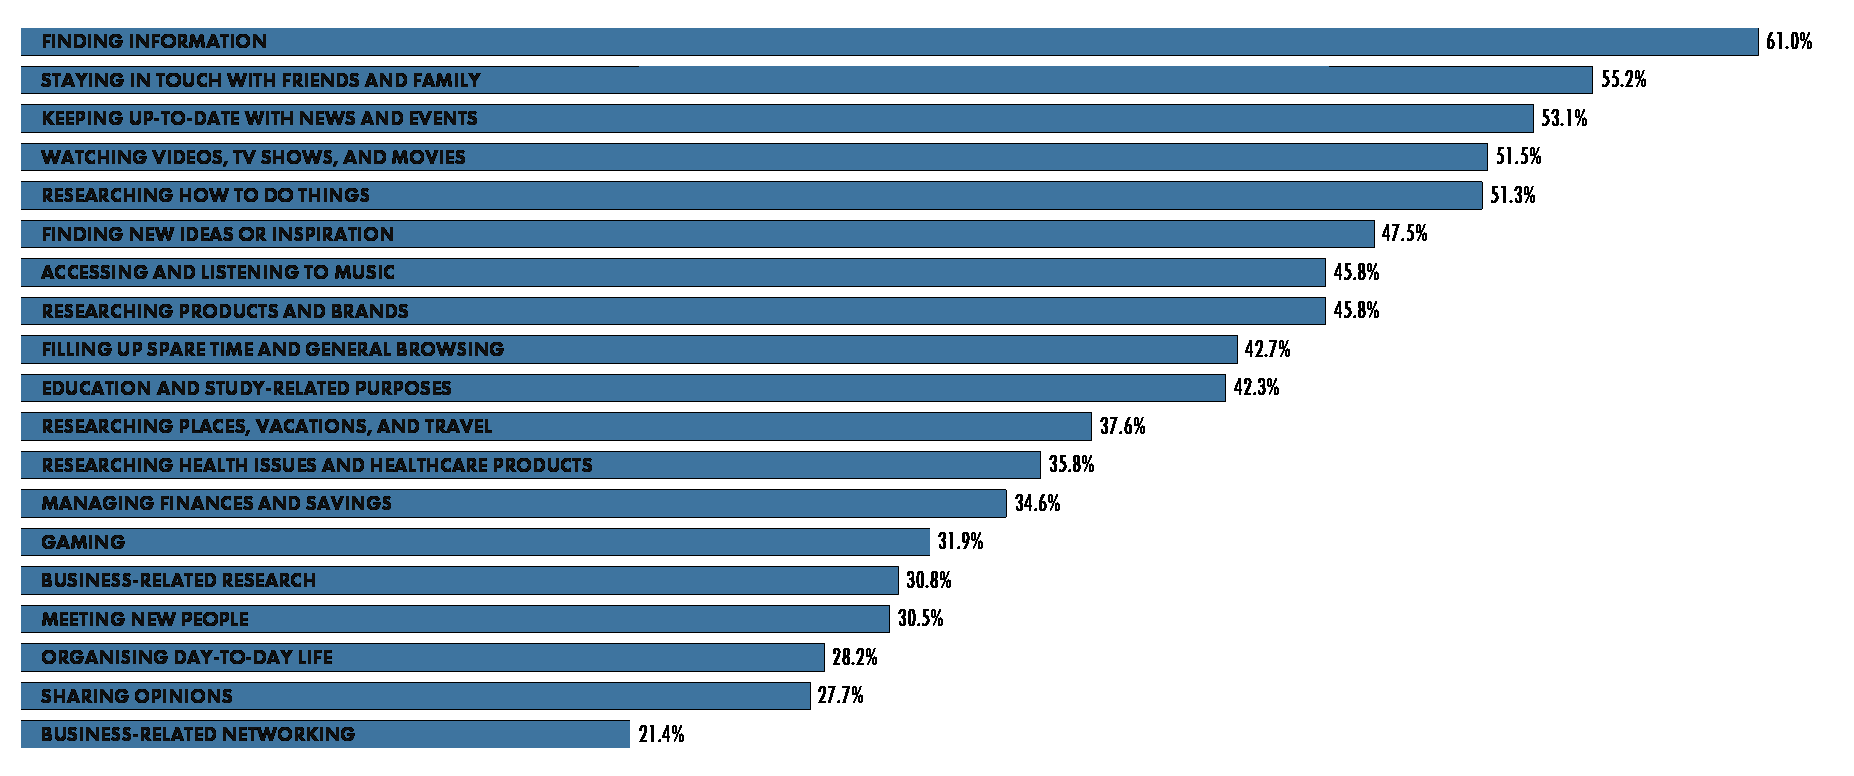 FINDING INFORMATION 61.0%
STAYING IN TOUCH WITH FRIENDS AND FAMILY 55.2%
KEEPING UP-TO-DATE WITH NEWS AND EVENTS 53.1%
WATCHING VIDEOS, TV SHOWS, AND MOVIES 51.5%
RESEARCHING HOW TO DO THINGS 51.3%
FINDING NEW IDEAS OR INSPIRATION 47.5%
ACCESSING AND LISTENING TO MUSIC 45.8%
RESEARCHING PRODUCTS AND BRANDS 45.8%
FILLING UP SPARE TIME AND GENERAL BROWSING 42.7%
EDUCATION AND STUDY-RELATED PURPOSES 42.3%
RESEARCHING PLACES, VACATIONS, AND TRAVEL 37.6%
RESEARCHING HEALTH ISSUES AND HEALTHCARE PRODUCTS 35.8%
MANAGING FINANCES AND SAVINGS 34.6%
GAMING 31.9%
BUSINESS-RELATED RESEARCH 30.8%
MEETING NEW PEOPLE 30.5%
ORGANISING DAY-TO-DAY LIFE 28.2%
SHARING OPINIONS 27.7%
BUSINESS-RELATED NETWORKING 21.4%